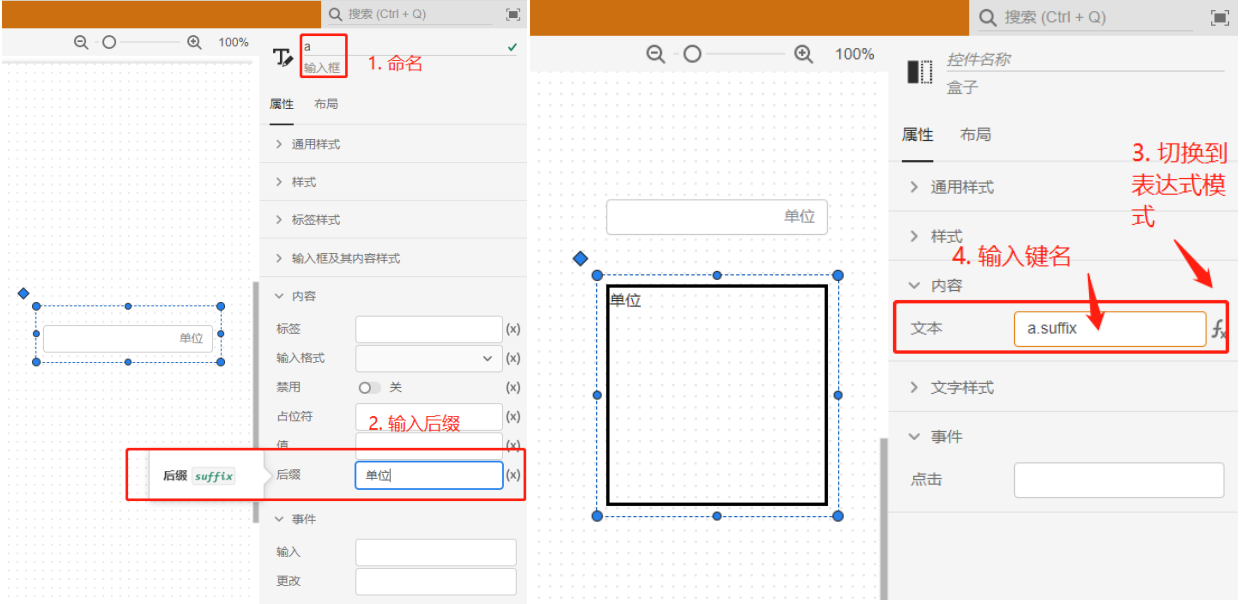 搜索 (Ctrl + Q)
100%
a
输入框
1. 命名
属性 布局
通用样式
样式
标签样式
输入框及其内容样式
内容
标签 (x)
输入格式 (x)
禁用 关 (x)
占位符 (x)
2. 输入后缀
值 (x)
后缀 suffix
后缀 单位 (x)
单位
事件
输入
更改
搜索 (Ctrl + Q)
100%
控件名称
盒子
属性 布局
3. 切换到
表达式模
式
通用样式
样式
4. 输入键名
内容
文本 a.suffix fx
文字样式
事件
点击
单位
单位